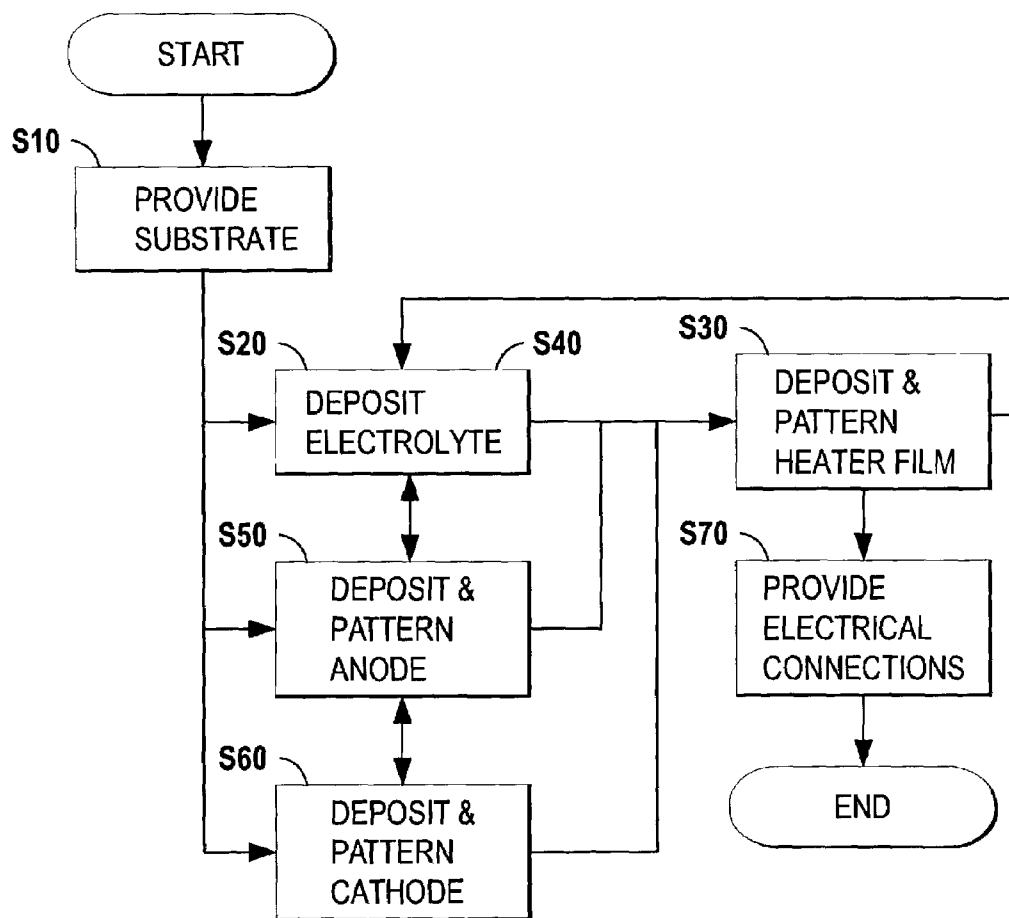 START
S10
PROVIDE
SUBSTRATE
S20
S40
DEPOSIT
ELECTROLYTE
S30
DEPOSIT &
PATTERN
HEATER FILM
S50
DEPOSIT &
PATTERN
ANODE
S70
PROVIDE
ELECTRICAL
CONNECTIONS
S60
DEPOSIT &
PATTERN
CATHODE
END